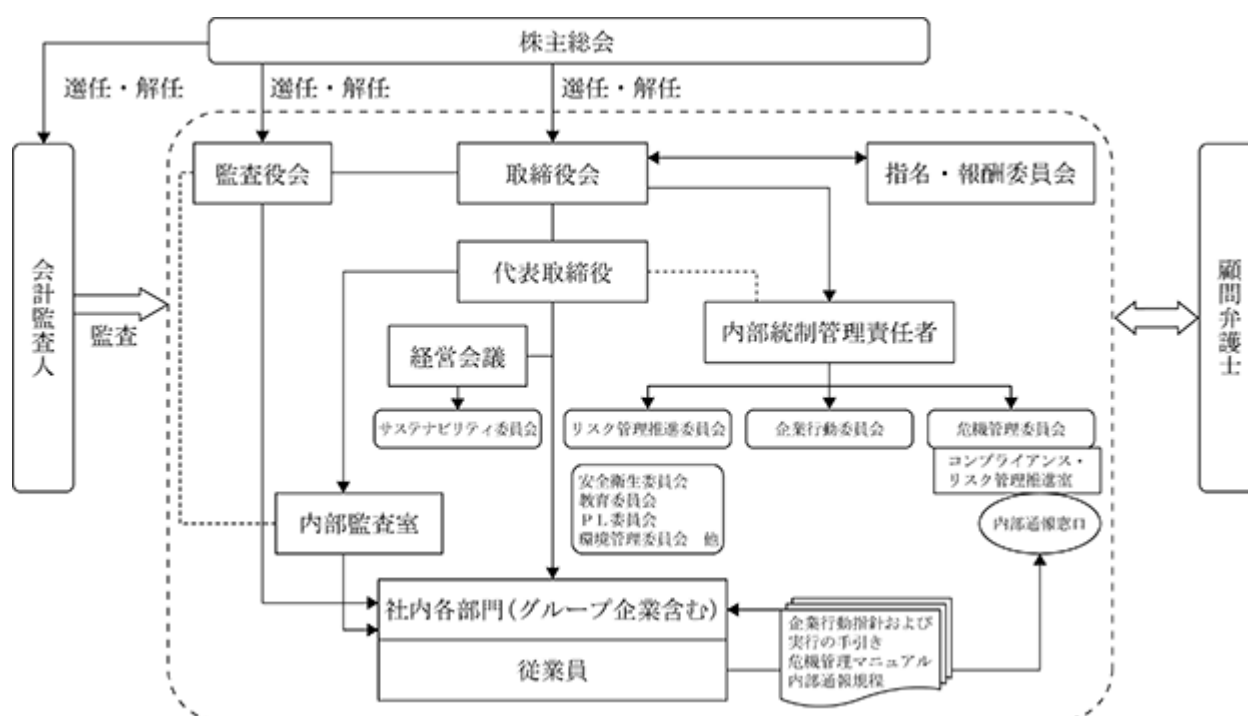 株主総会
選任・解任
選任・解任
選任・解任
監査役会
取締役会
指名・報酬委員会
会計監査人
監査
代表取締役
内部統制管理責任者
顧問弁護士
経営会議
サステナビリティ委員会
リスク管理推進委員会
企業行動委員会
危機管理委員会
コンプライアンス・
リスク管理推進室
安全衛生委員会
教育委員会
PL委員会
環境管理委員会 他
内部監査室
内部通報窓口
社内各部門(グループ企業含む)
従業員
企業行動指針および
実行の手引き
危機管理マニュアル
内部通報規程